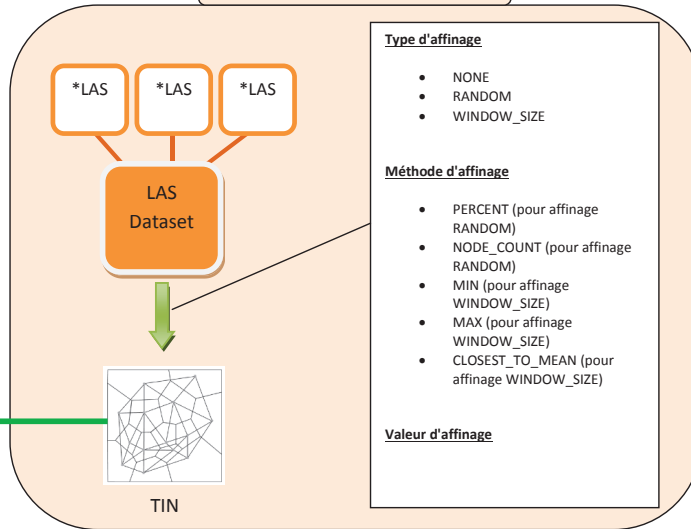 *LAS
*LAS
*LAS
LAS
Dataset
TIN
Type d'affinage
• NONE
• RANDOM
• WINDOW_SIZE
Méthode d'affinage
• PERCENT (pour affinage
RANDOM)
• NODE_COUNT (pour affinage
RANDOM)
• MIN (pour affinage
WINDOW_SIZE)
• MAX (pour affinage
WINDOW_SIZE)
• CLOSEST_TO_MEAN (pour
affinage WINDOW_SIZE)
Valeur d'affinage